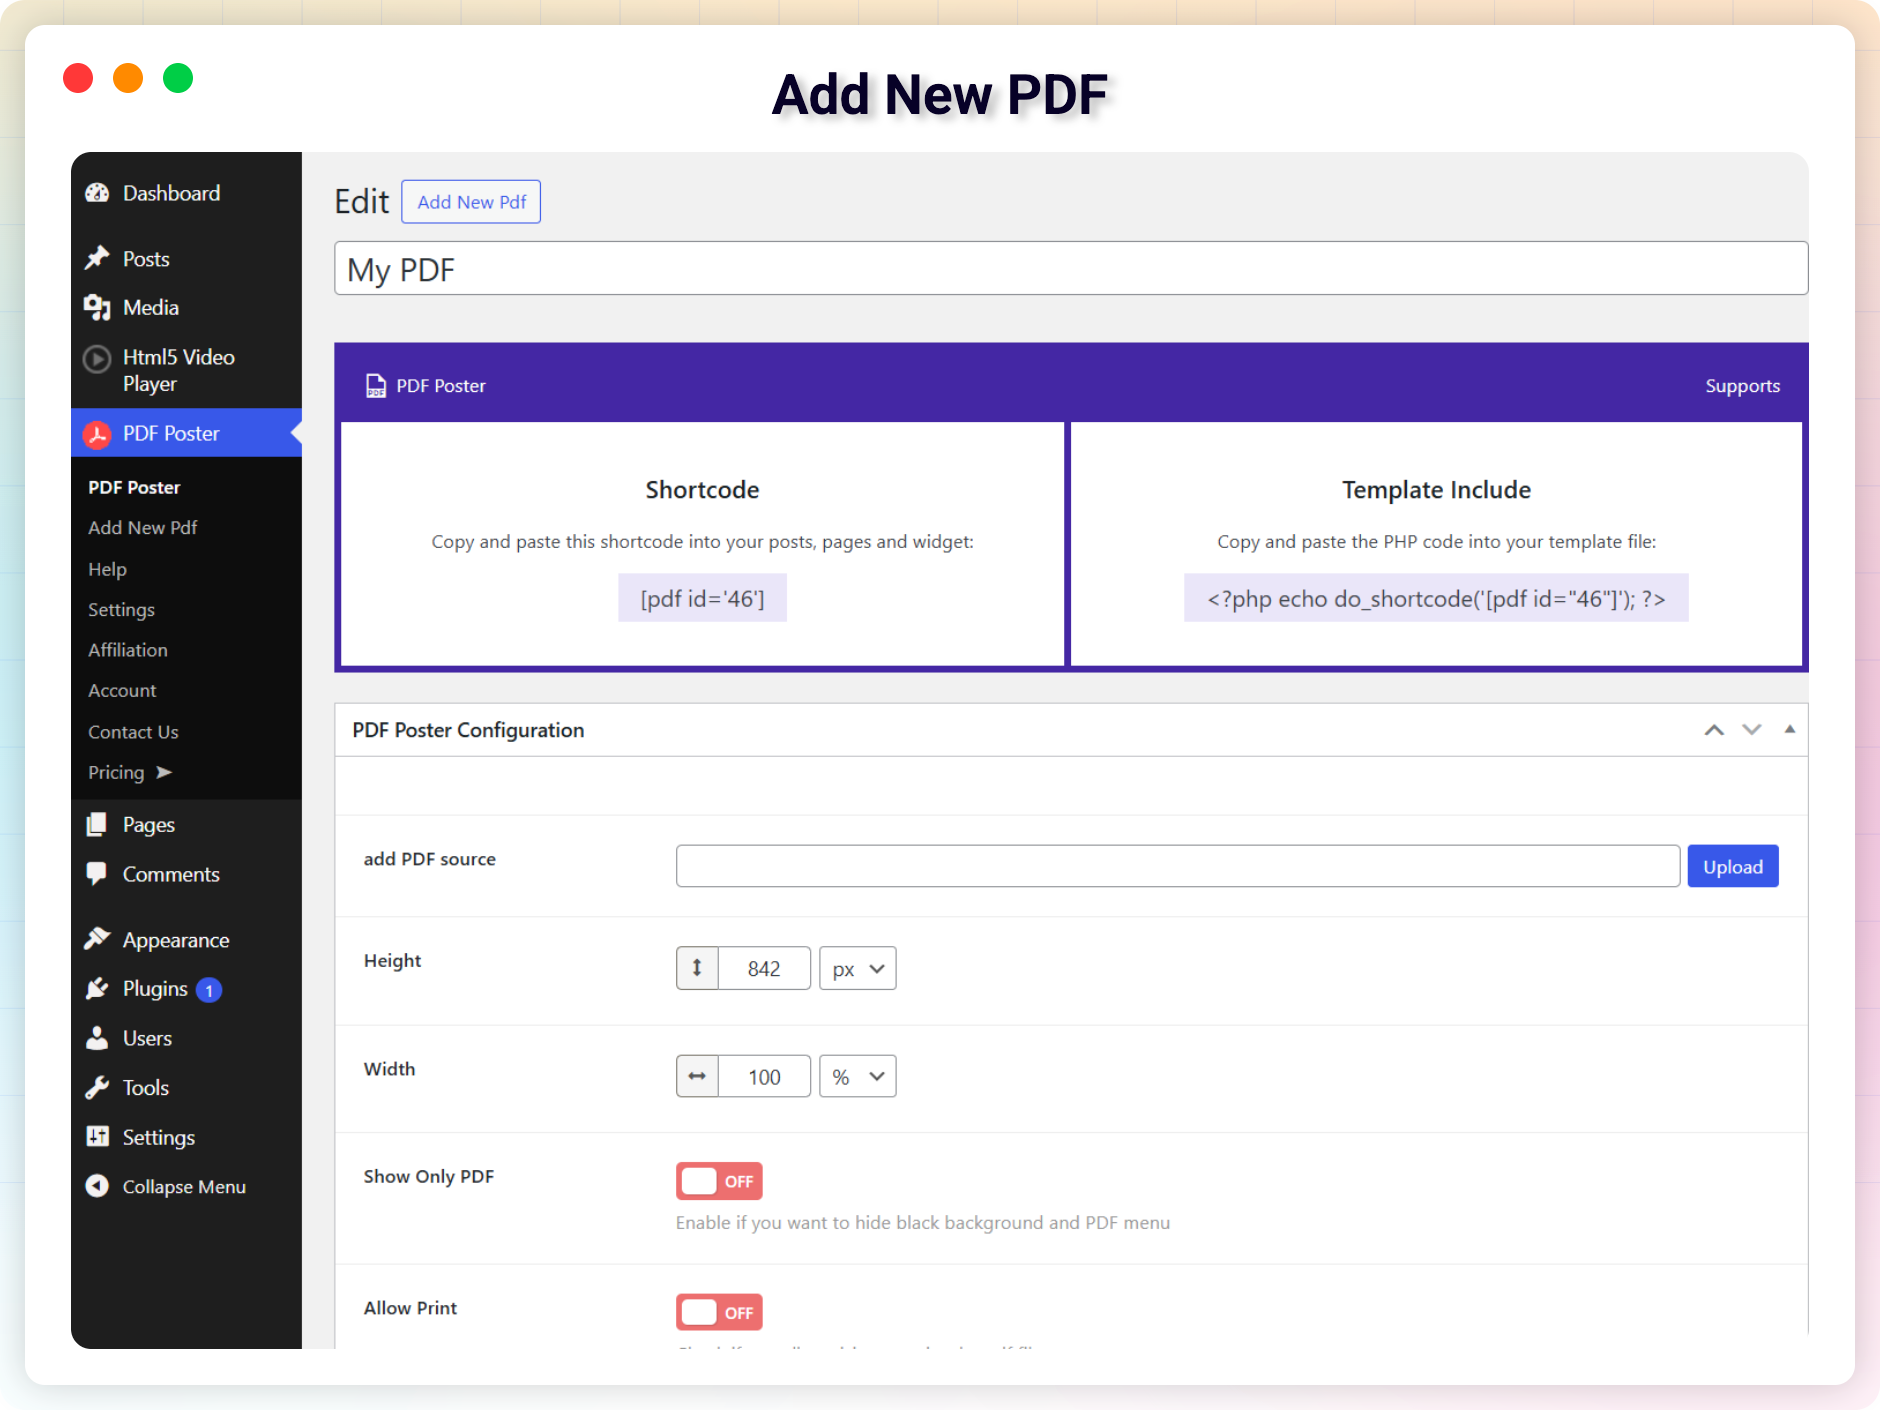 Add New PDF
Dashboard
Posts
Media
Html5 Video
Player
PDF Poster
PDF Poster
Add New Pdf
Help
Settings
Affiliation
Account
Contact Us
Pricing ➤
Pages
Comments
Appearance
Plugins 1
Users
Tools
Settings
Collapse Menu
Edit Add New Pdf
My PDF
PDF Poster Supports
Shortcode
Copy and paste this shortcode into your posts, pages and widget:
[pdf id='46']
Template Include
Copy and paste the PHP code into your template file:
<?php echo do_shortcode('[pdf id="46"]'); ?>
PDF Poster Configuration
add PDF source Upload
Height 842 px
Width 100 %
Show Only PDF OFF
Enable if you want to hide black background and PDF menu
Allow Print OFF